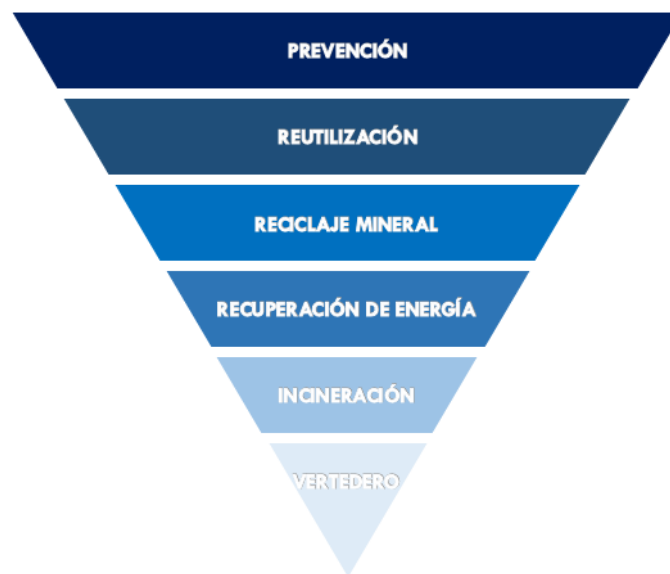 PREVENCIÓN
REUTILIZACIÓN
RECICLAJE MINERAL
RECUPERACIÓN DE ENERGÍA
INCINERACIÓN
VERTEDERO